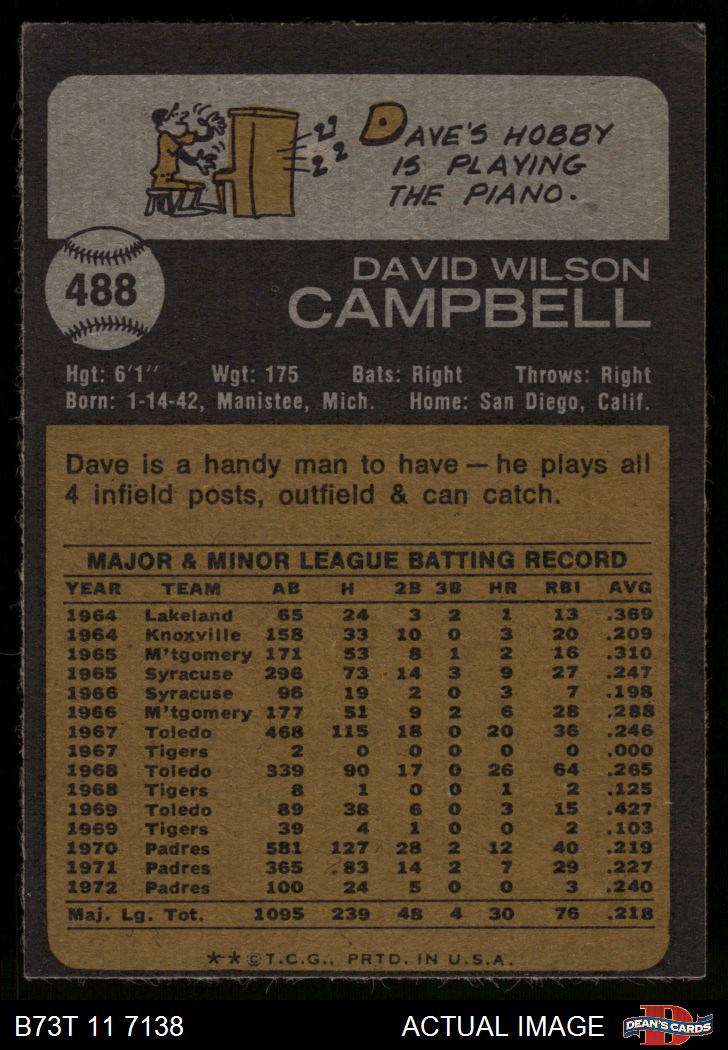 DAVE'S HOBBY
IS PLAYING
THE PIANO.
488
DAVID WILSON
CAMPBELL
Hgt: 6'1" Wgt: 175 Bats: Right Throws: Right
Born: 1-14-42, Manistee, Mich. Home: San Diego, Calif.
Dave is a handy man to have — he plays all
4 infield posts, outfield & can catch.
MAJOR & MINOR LEAGUE BATTING RECORD
YEAR TEAM AB H 2B 3B HR RBI AVG
1964 Lakeland 65 24 3 2 1 13 .369
1964 Knoxville 158 33 10 0 3 20 .209
1965 M'tgomery 171 53 8 1 2 16 .310
1965 Syracuse 296 73 14 3 9 27 .247
1966 Syracuse 96 19 2 0 3 7 .198
1966 M'tgomery 177 51 9 2 6 28 .288
1967 Toledo 468 115 18 0 20 36 .246
1967 Tigers 2 0 0 0 0 0 .000
1968 Toledo 339 90 17 0 26 64 .265
1968 Tigers 8 1 0 0 1 2 .125
1969 Toledo 89 38 6 0 3 15 .427
1969 Tigers 39 4 1 0 0 2 .103
1970 Padres 581 127 28 2 12 40 .219
1971 Padres 365 83 14 2 7 29 .227
1972 Padres 100 24 5 0 0 3 .240
Maj. Lg. Tot. 1095 239 48 4 30 76 .218
**©T.C.G., PRTD. IN U.S.A.
B73T 11 7138 ACTUAL IMAGE D DEAN'S CARDS